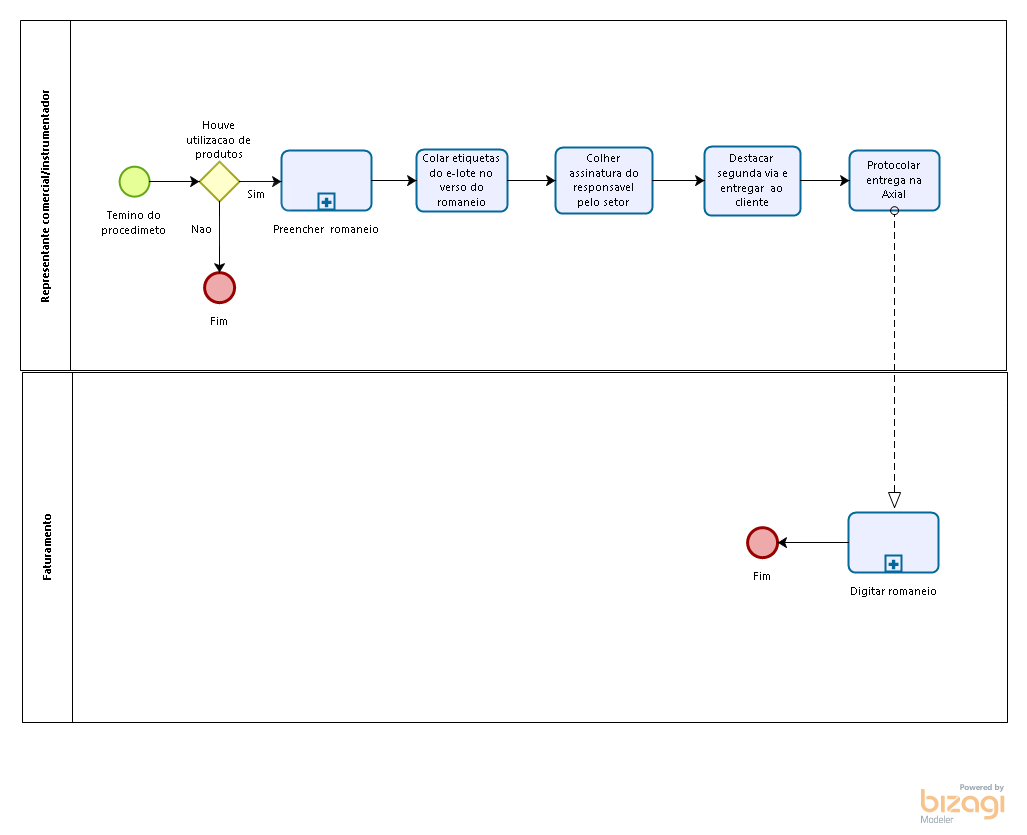 Representante comercial/instrumentador
Houve
utilizacao de
produtos
Temino do
procedimeto
Sim
Nao
Fim
Preencher romaneio
Colar etiquetas
do e-lote no
verso do
romaneio
Colher
assinatura do
responsavel
pelo setor
Destacar
segunda via e
entregar ao
cliente
Protocolar
entrega na
Axial
Faturamento
Fim
Digitar romaneio
Powered by
bizagi
Modeler